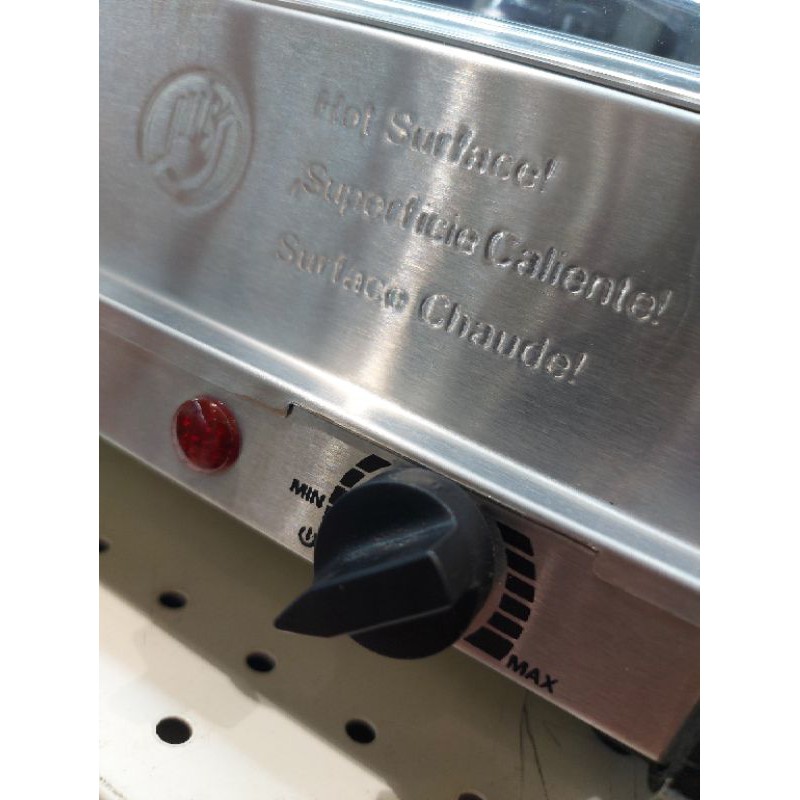 Hot Surface!
¡Superficie Caliente!
Surface Chaude!
MIN
MAX